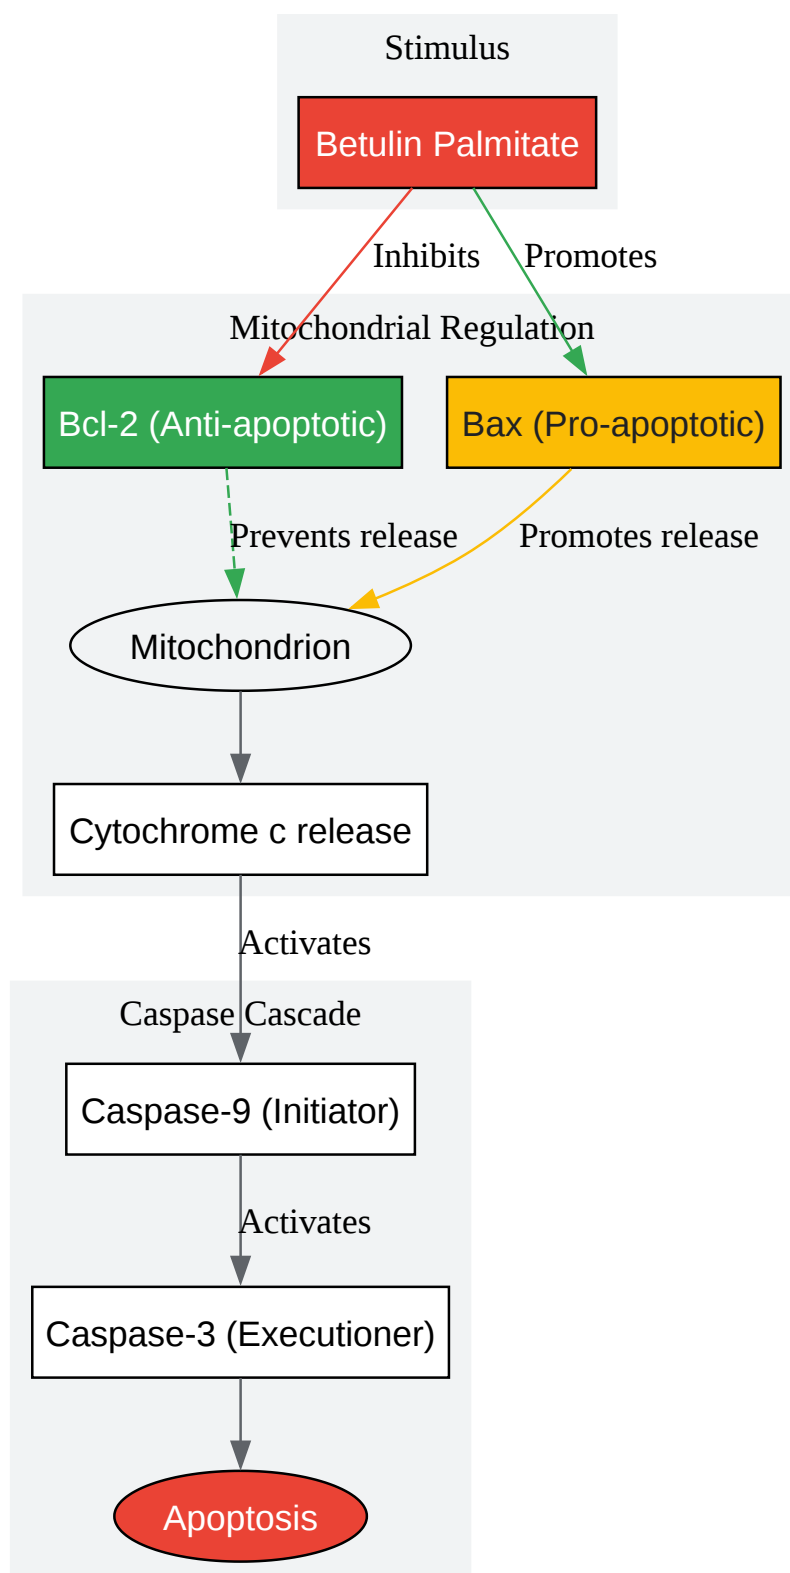 Stimulus
Betulin Palmitate
Inhibits
Promotes
Mitochondrial Regulation
Bcl-2 (Anti-apoptotic)
Bax (Pro-apoptotic)
Prevents release
Promotes release
Mitochondrion
Cytochrome c release
Activates
Caspase Cascade
Caspase-9 (Initiator)
Activates
Caspase-3 (Executioner)
Apoptosis